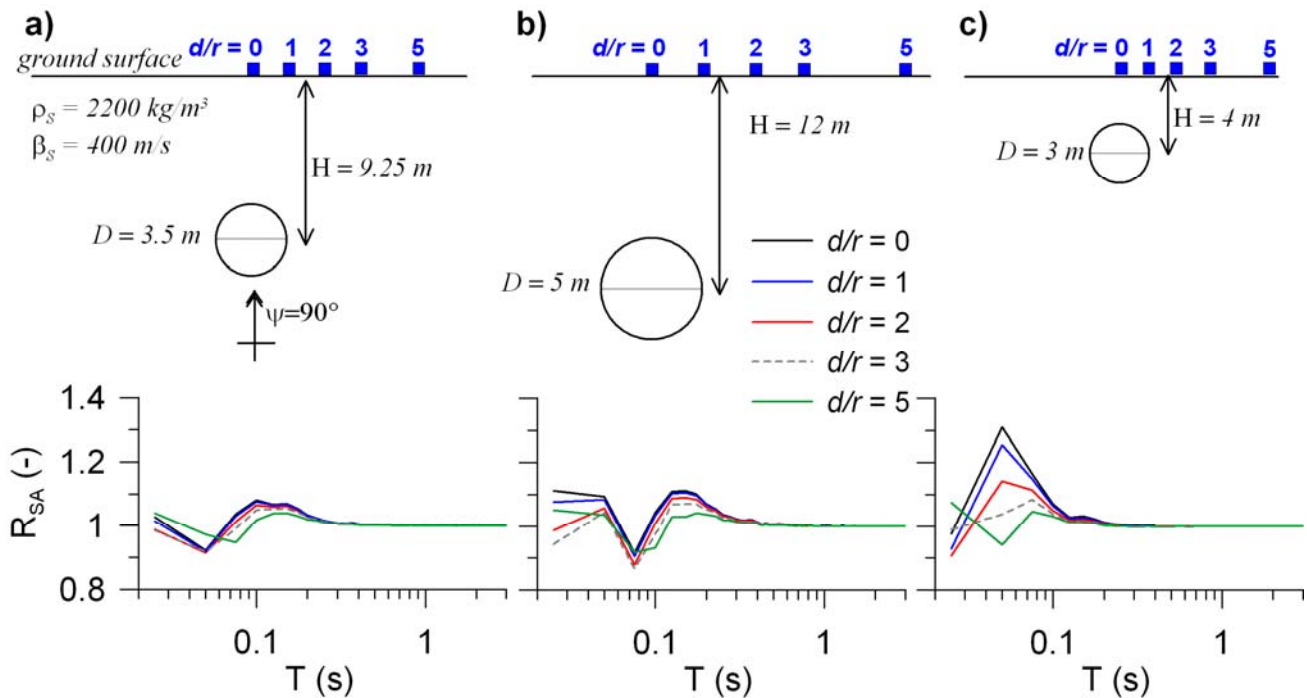 a)
d/r = 0 1 2 3 5
ground surface
ρS = 2200 kg/m³
βS = 400 m/s
H = 9.25 m
D = 3.5 m
ψ=90°
b)
d/r = 0 1 2 3 5
H = 12 m
D = 5 m
c)
d/r = 0 1 2 3 5
H = 4 m
D = 3 m
d/r = 0
d/r = 1
d/r = 2
d/r = 3
d/r = 5
1.4
1.2
1
0.8
RSA (-)
0.1 1
T (s)
0.1 1
T (s)
0.1 1
T (s)